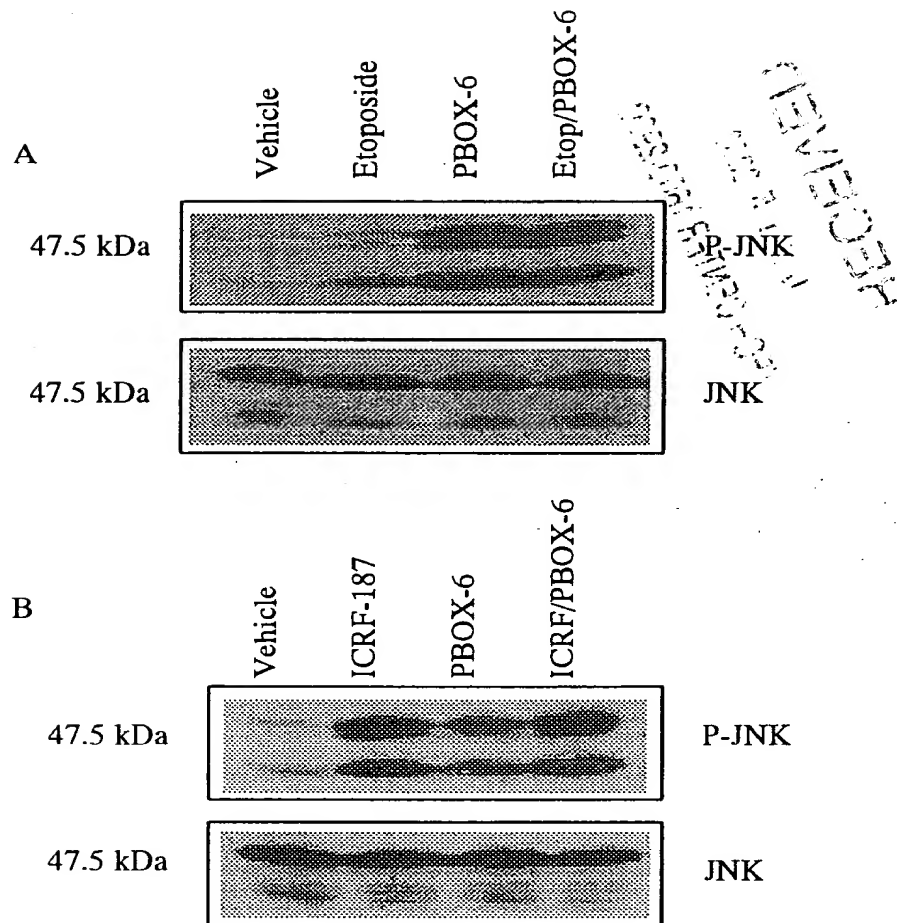 A
Vehicle
Etoposide
PBOX-6
Etop/PBOX-6
47.5 kDa
P-JNK
47.5 kDa
JNK
RECEIVED
B
Vehicle
ICRF-187
PBOX-6
ICRF/PBOX-6
47.5 kDa
P-JNK
47.5 kDa
JNK